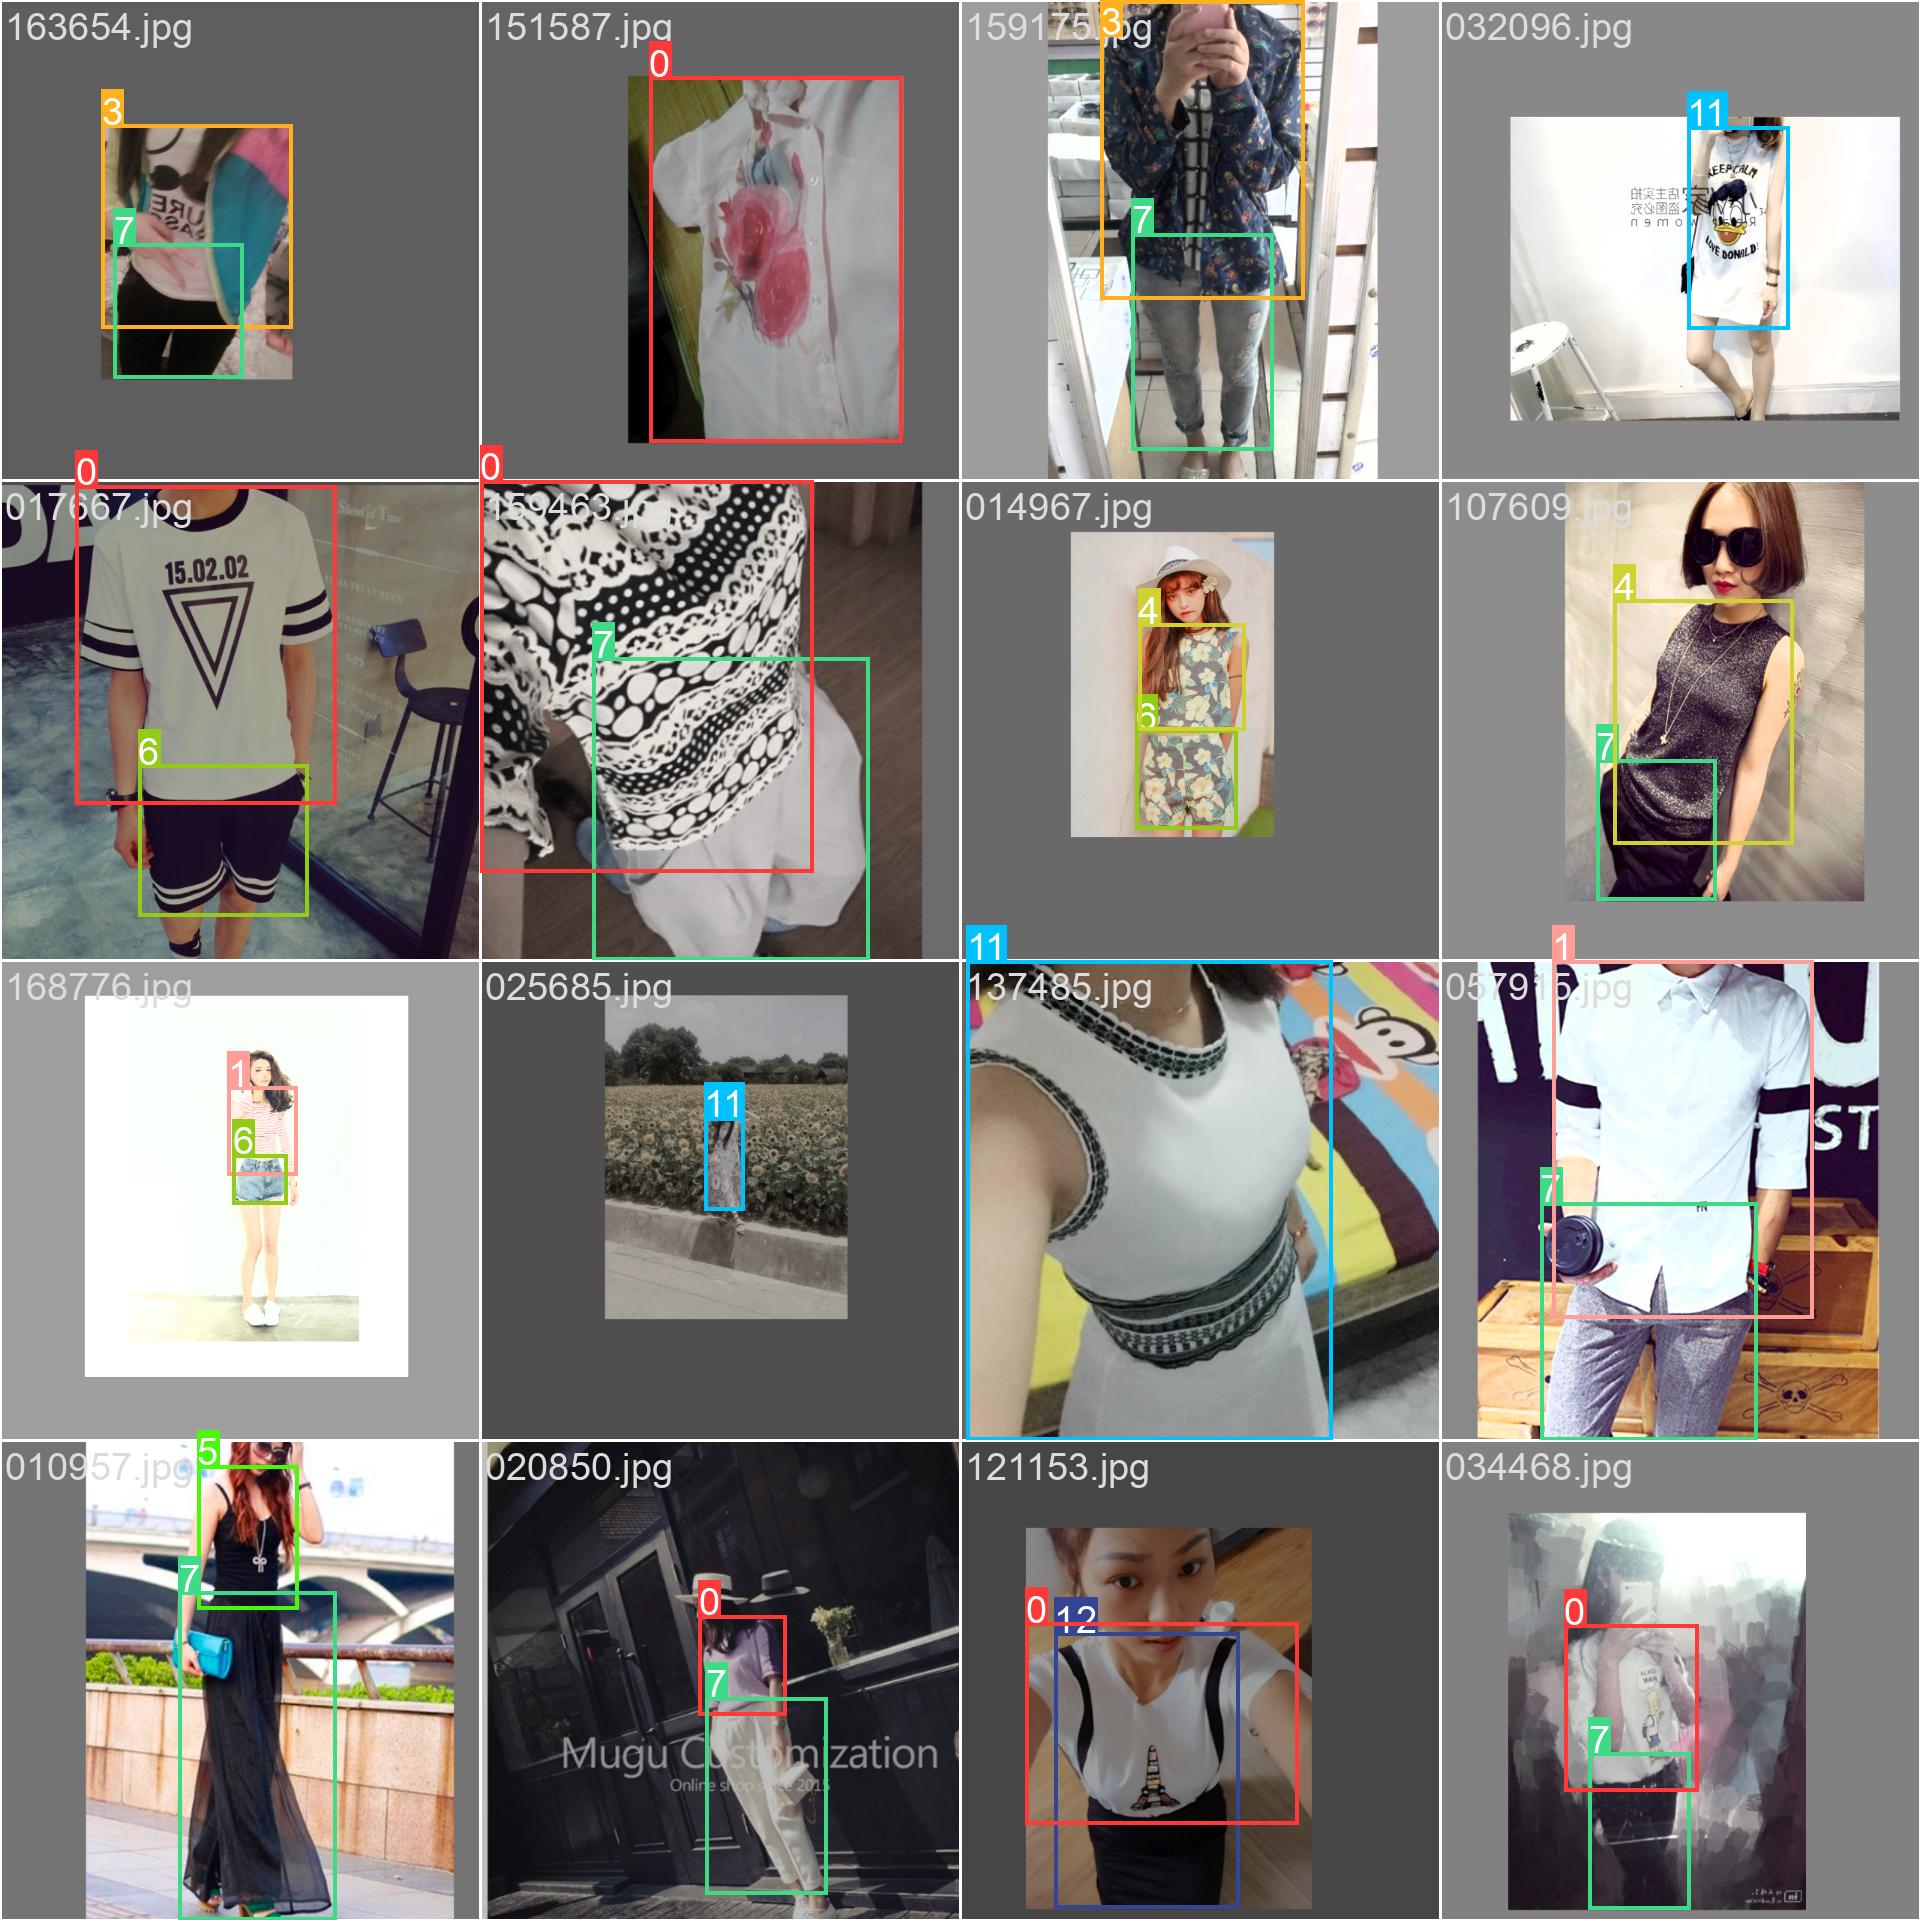 163654.jpg
151587.jpg
159175.jpg
032096.jpg
3
0
3
11
7
7
KEEP CALM
LOVE DONALD!
017667.jpg
159463.jpg
014967.jpg
107609.jpg
0
0
4
4
15.02.02
Silend of Time
7
6
7
6
168776.jpg
025685.jpg
137485.jpg
057915.jpg
1
11
11
1
6
ST
7
010957.jpg
020850.jpg
121153.jpg
034468.jpg
5
0
0
12
0
7
7
7
Mugu Customization
Online shop since 2015